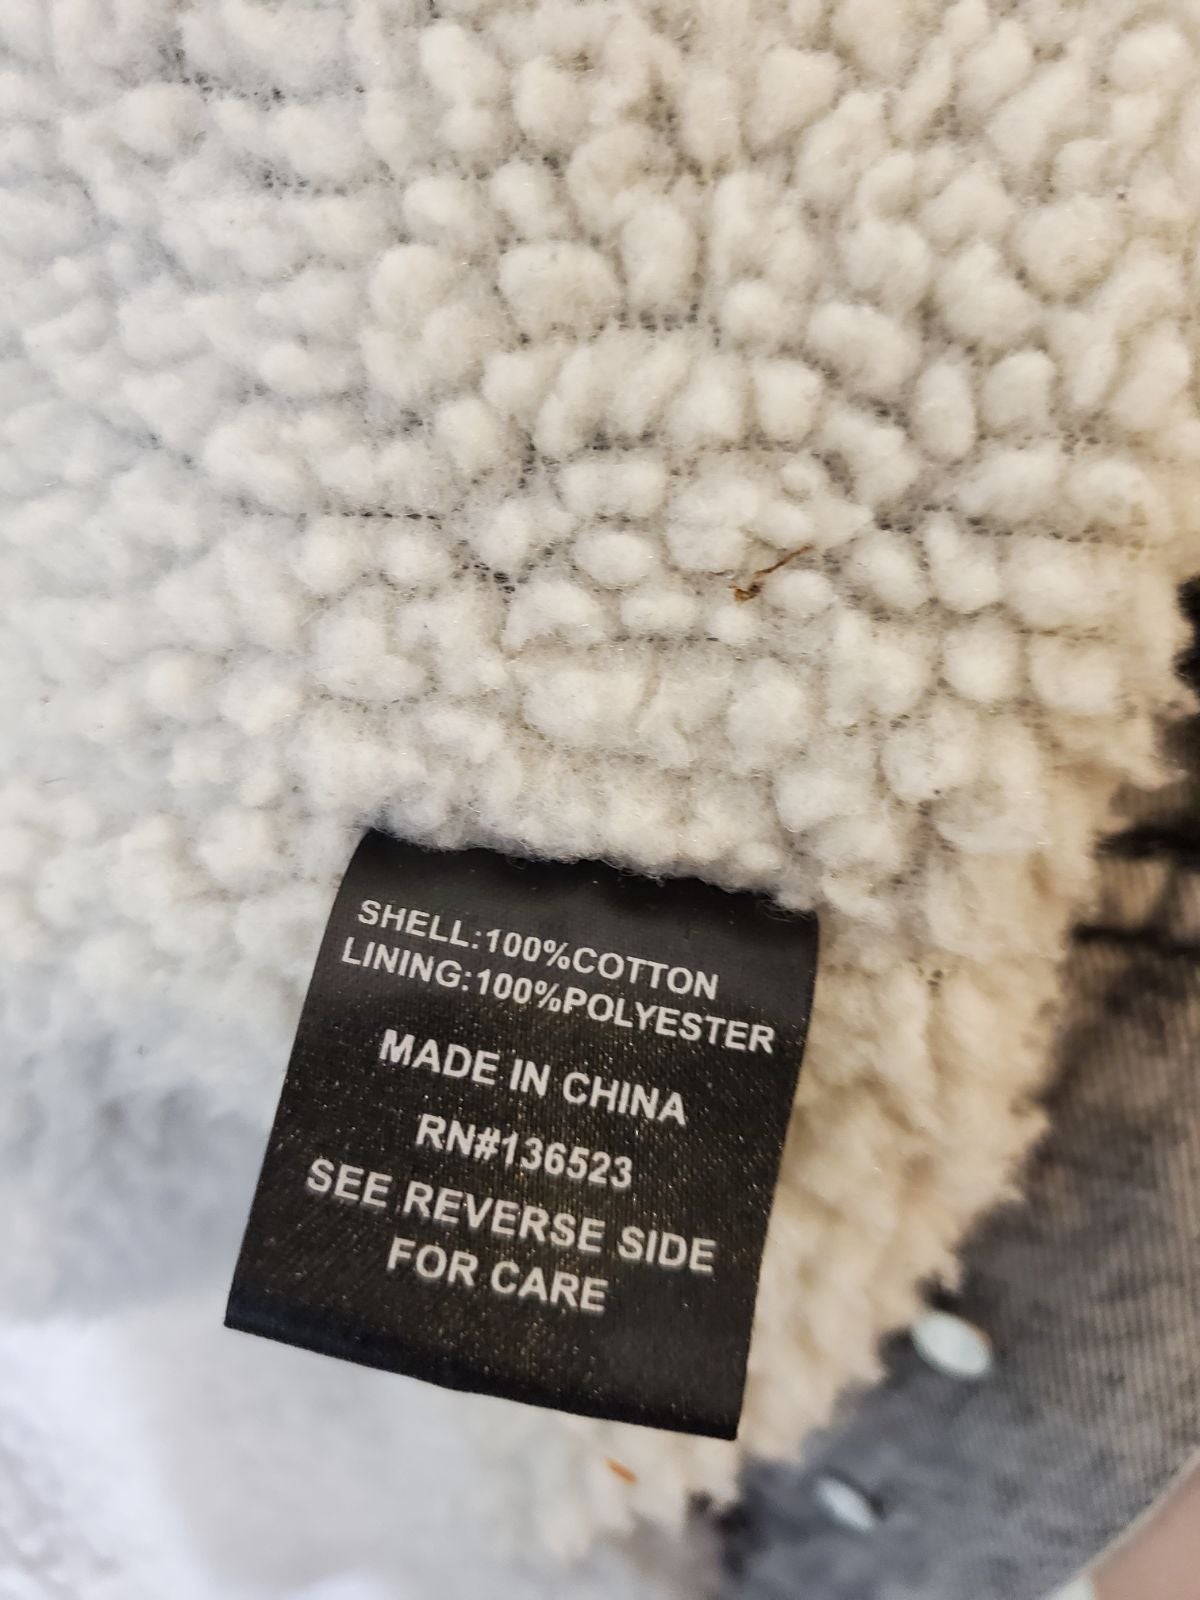 SHELL:100%COTTON
LINING:100%POLYESTER
MADE IN CHINA
RN#136523
SEE REVERSE SIDE
FOR CARE